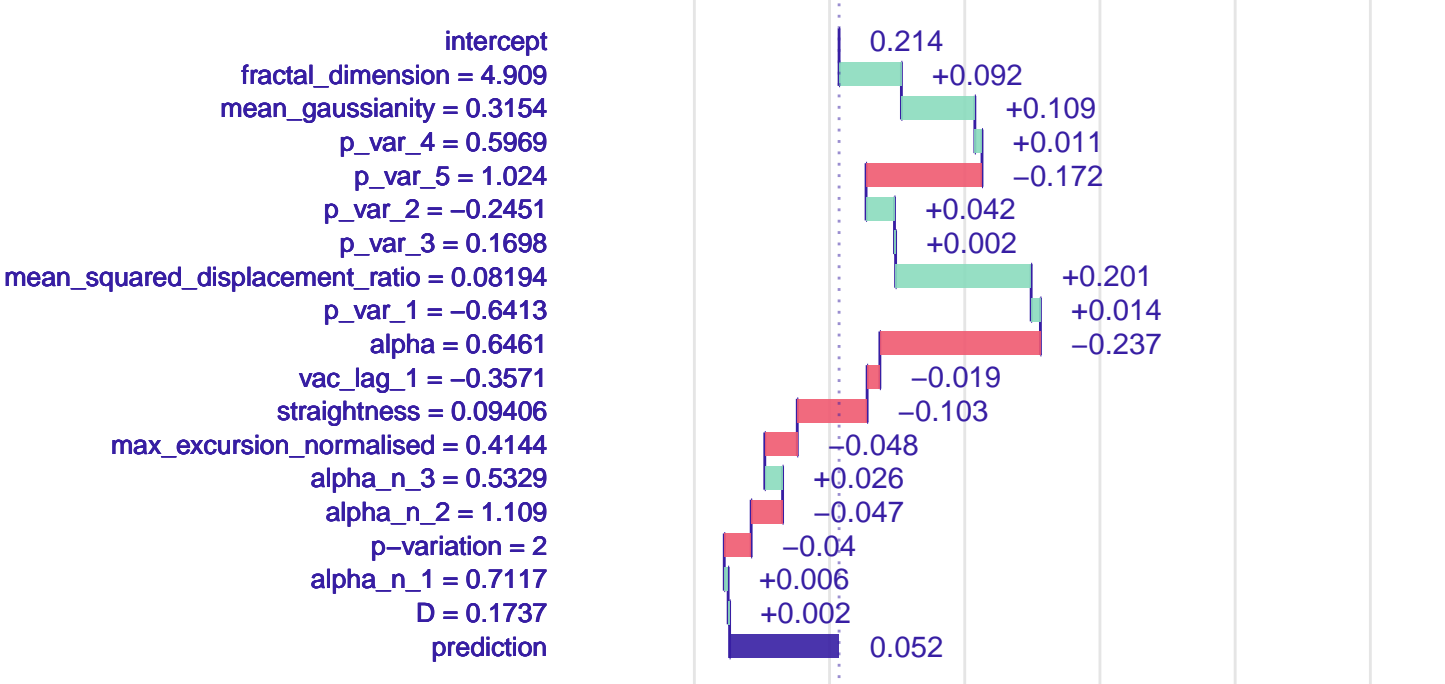 intercept 0.214
fractal_dimension = 4.909 +0.092
mean_gaussianity = 0.3154 +0.109
p_var_4 = 0.5969 +0.011
p_var_5 = 1.024 −0.172
p_var_2 = −0.2451 +0.042
p_var_3 = 0.1698 +0.002
mean_squared_displacement_ratio = 0.08194 +0.201
p_var_1 = −0.6413 +0.014
alpha = 0.6461 −0.237
vac_lag_1 = −0.3571 −0.019
straightness = 0.09406 −0.103
max_excursion_normalised = 0.4144 −0.048
alpha_n_3 = 0.5329 +0.026
alpha_n_2 = 1.109 −0.047
p−variation = 2 −0.04
alpha_n_1 = 0.7117 +0.006
D = 0.1737 +0.002
prediction 0.052